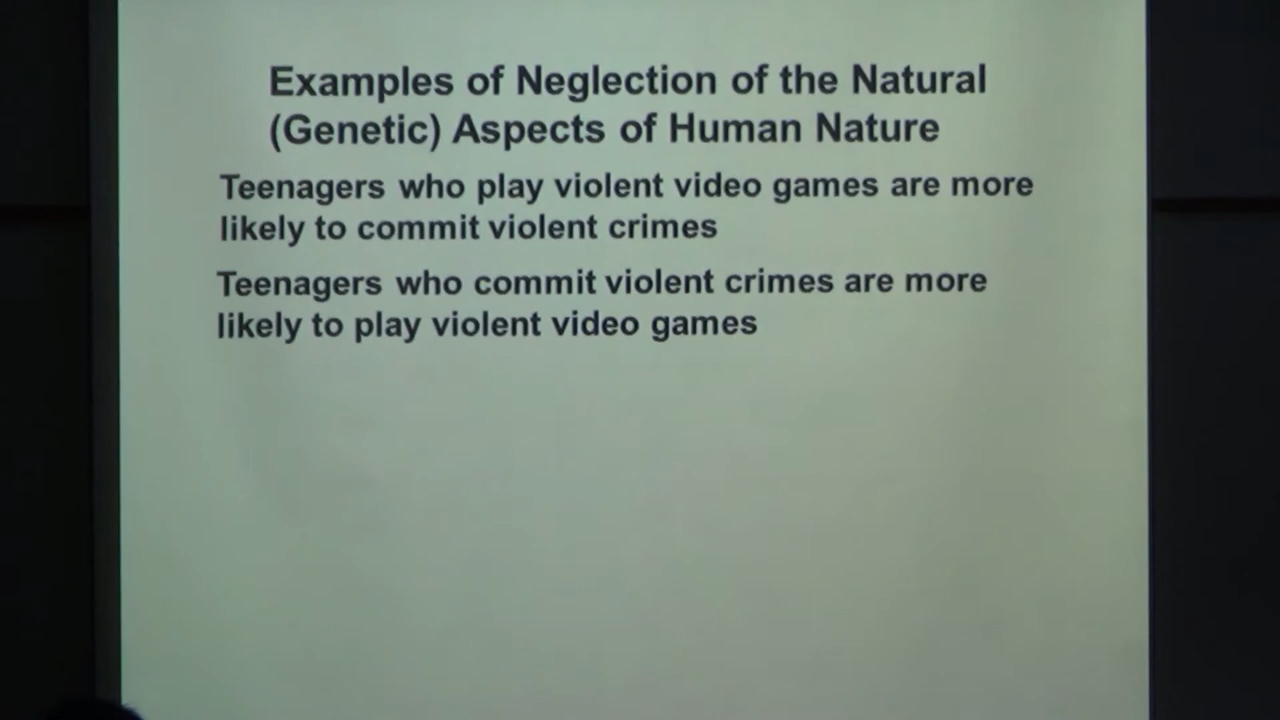 Examples of Neglection of the Natural
(Genetic) Aspects of Human Nature
Teenagers who play violent video games are more
likely to commit violent crimes
Teenagers who commit violent crimes are more
likely to play violent video games